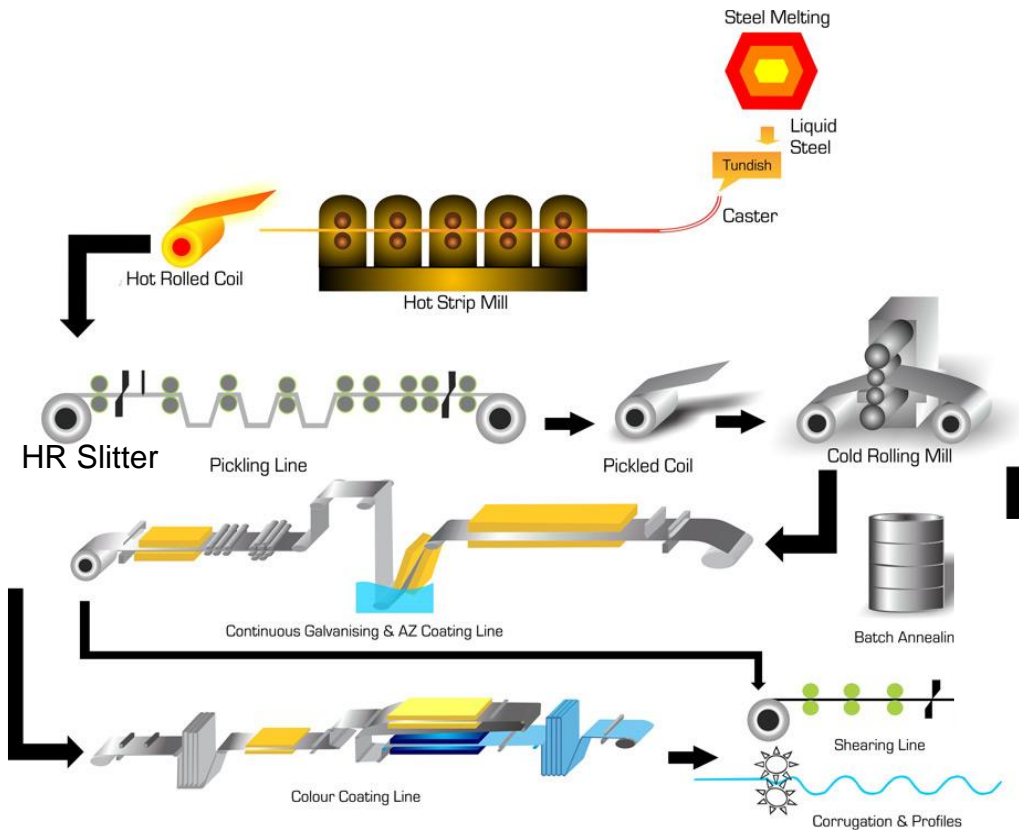 Steel Melting
Liquid
Steel
Tundish
Caster
Hot Rolled Coil
Hot Strip Mill
HR Slitter
Pickling Line
Pickled Coil
Cold Rolling Mill
Continuous Galvanising & AZ Coating Line
Batch Annealin
Shearing Line
Colour Coating Line
Corrugation & Profiles